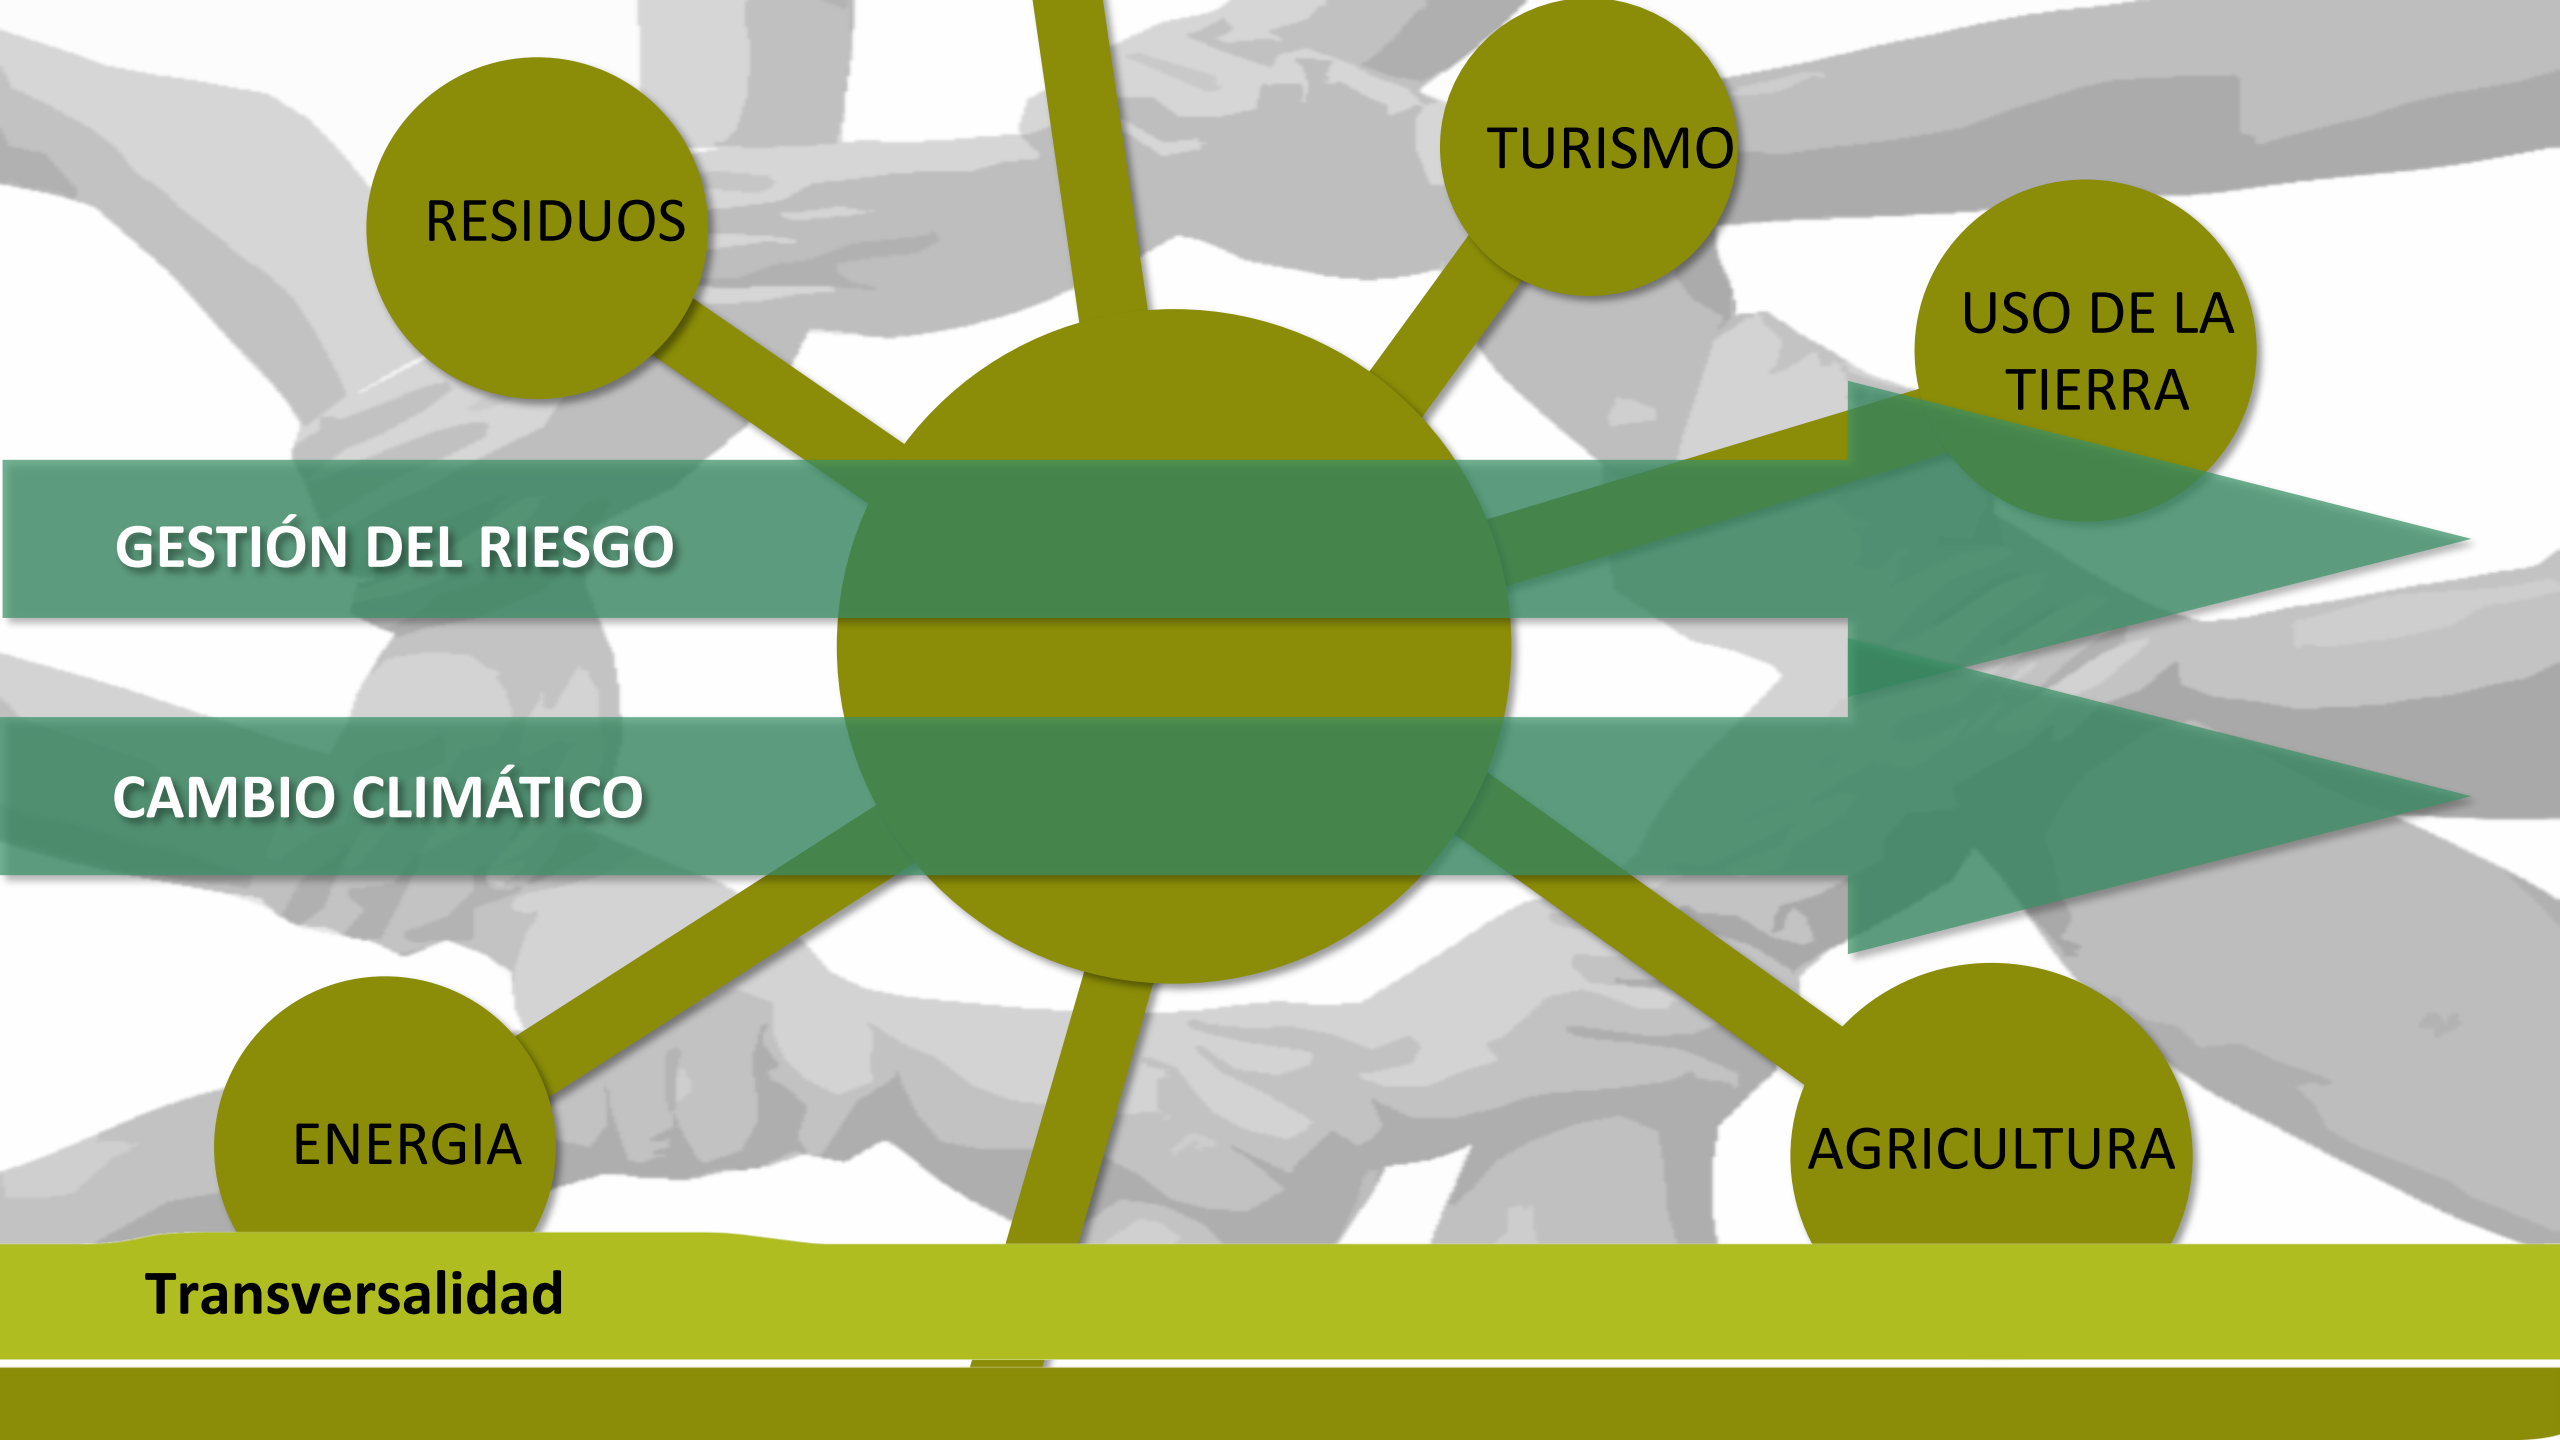 TURISMO
RESIDUOS
USO DE LA
TIERRA
GESTIÓN DEL RIESGO
CAMBIO CLIMÁTICO
ENERGIA
AGRICULTURA
Transversalidad